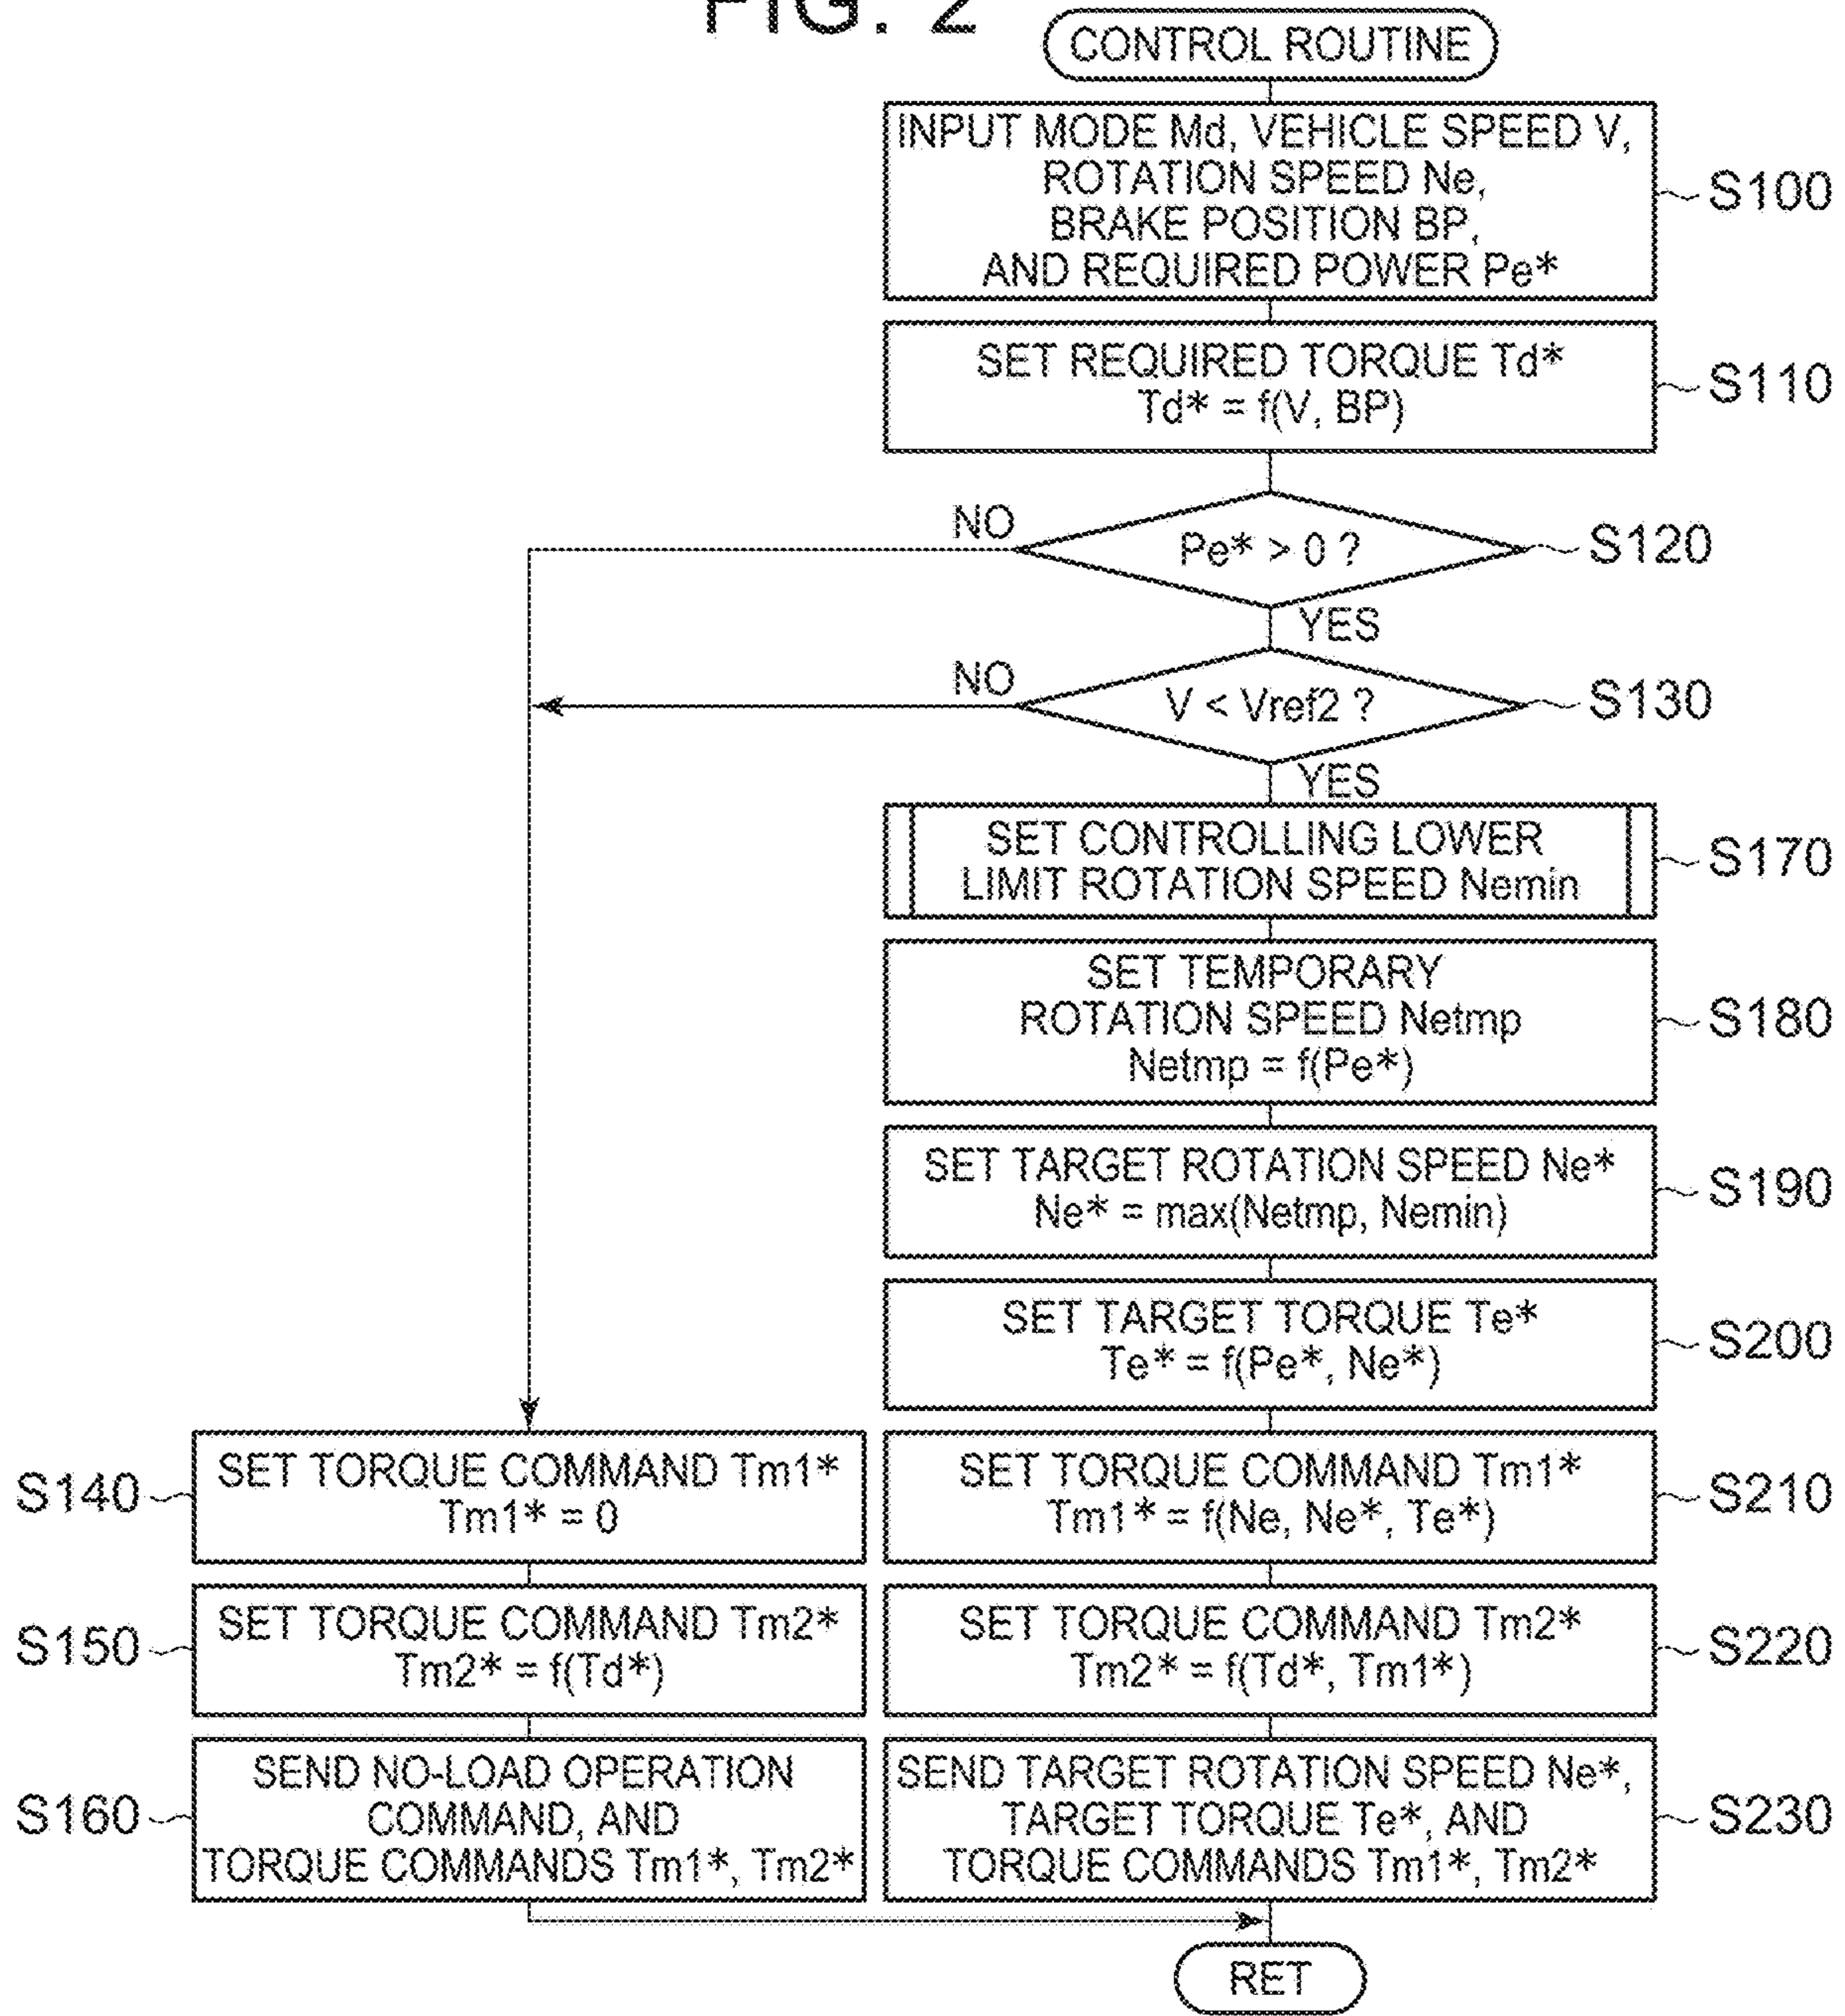 FIG. 2
CONTROL ROUTINE
INPUT MODE Md, VEHICLE SPEED V,
ROTATION SPEED Ne,
BRAKE POSITION BP,
AND REQUIRED POWER Pe*
S100
SET REQUIRED TORQUE Td*
Td* = f(V, BP)
S110
NO
Pe* > 0 ?
S120
YES
NO
V < Vref2 ?
S130
YES
SET CONTROLLING LOWER
LIMIT ROTATION SPEED Nemin
S170
SET TEMPORARY
ROTATION SPEED Netmp
Netmp = f(Pe*)
S180
SET TARGET ROTATION SPEED Ne*
Ne* = max(Netmp, Nemin)
S190
SET TARGET TORQUE Te*
Te* = f(Pe*, Ne*)
S200
S140
SET TORQUE COMMAND Tm1*
Tm1* = 0
SET TORQUE COMMAND Tm1*
Tm1* = f(Ne, Ne*, Te*)
S210
S150
SET TORQUE COMMAND Tm2*
Tm2* = f(Td*)
SET TORQUE COMMAND Tm2*
Tm2* = f(Td*, Tm1*)
S220
S160
SEND NO-LOAD OPERATION
COMMAND, AND
TORQUE COMMANDS Tm1*, Tm2*
SEND TARGET ROTATION SPEED Ne*,
TARGET TORQUE Te*, AND
TORQUE COMMANDS Tm1*, Tm2*
S230
RET